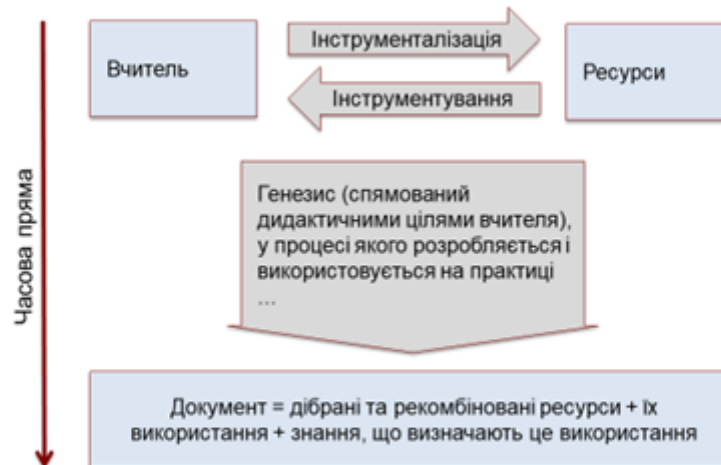 Вчитель
Інструменталізація
Інструментування
Ресурси
Часова пряма
Генезис (спямований
дидактичними цілями вчителя),
у процесі якого розробляється і
використовується на практиці
...
Документ = дібрані та рекомбіновані ресурси + їх
використання + знання, що визначають це використання